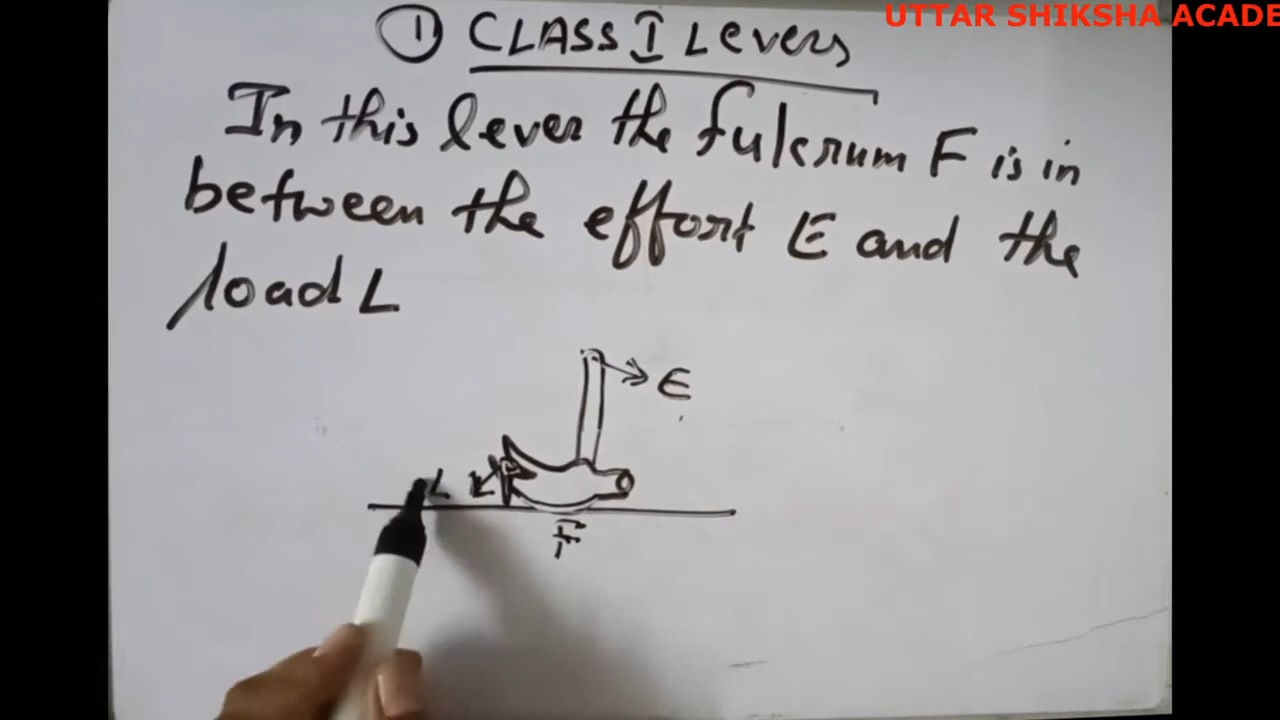 UTTAR SHIKSHA ACADE
① CLASS I Levers
In this lever the fulcrum F is in
between the effort E and the
load L
E
L
F